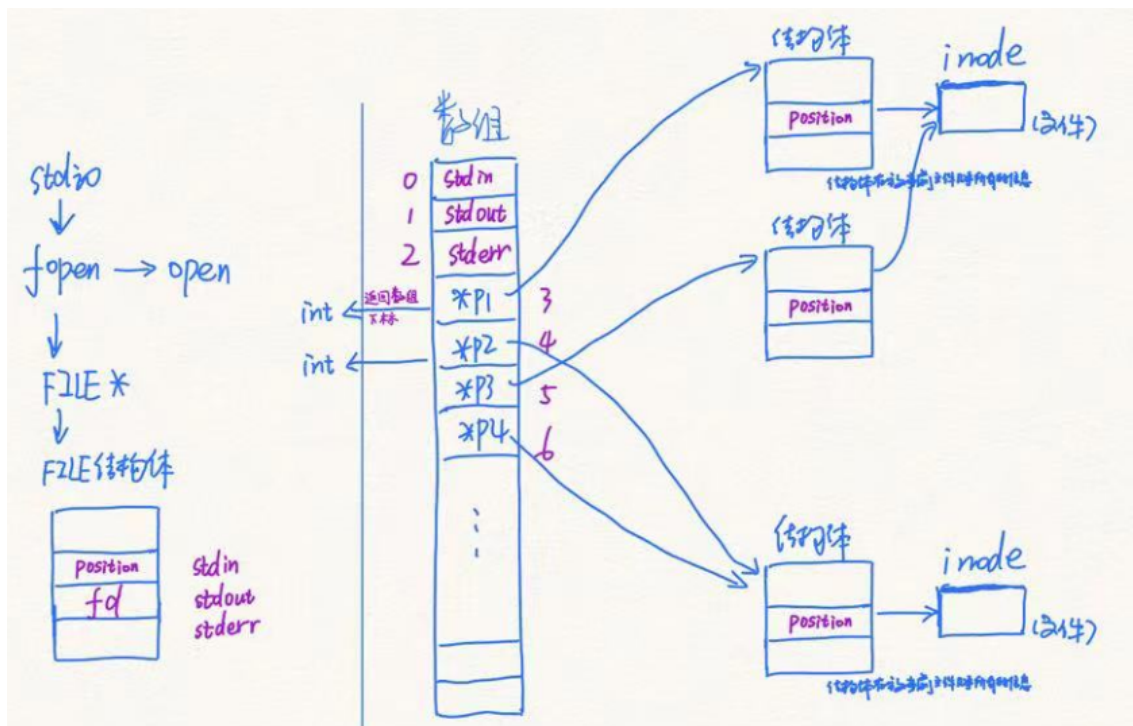 stdio
fopen → open
FILE *
FILE结构体
position
fd
stdin
stdout
stderr
数组
0 stdin
1 stdout
2 stderr
int 返回数组 *P1 3
下标
int *P2 4
*P3 5
*P4 6
结构体
inode
position
(文件)
结构体
position
结构体
inode
position
(文件)